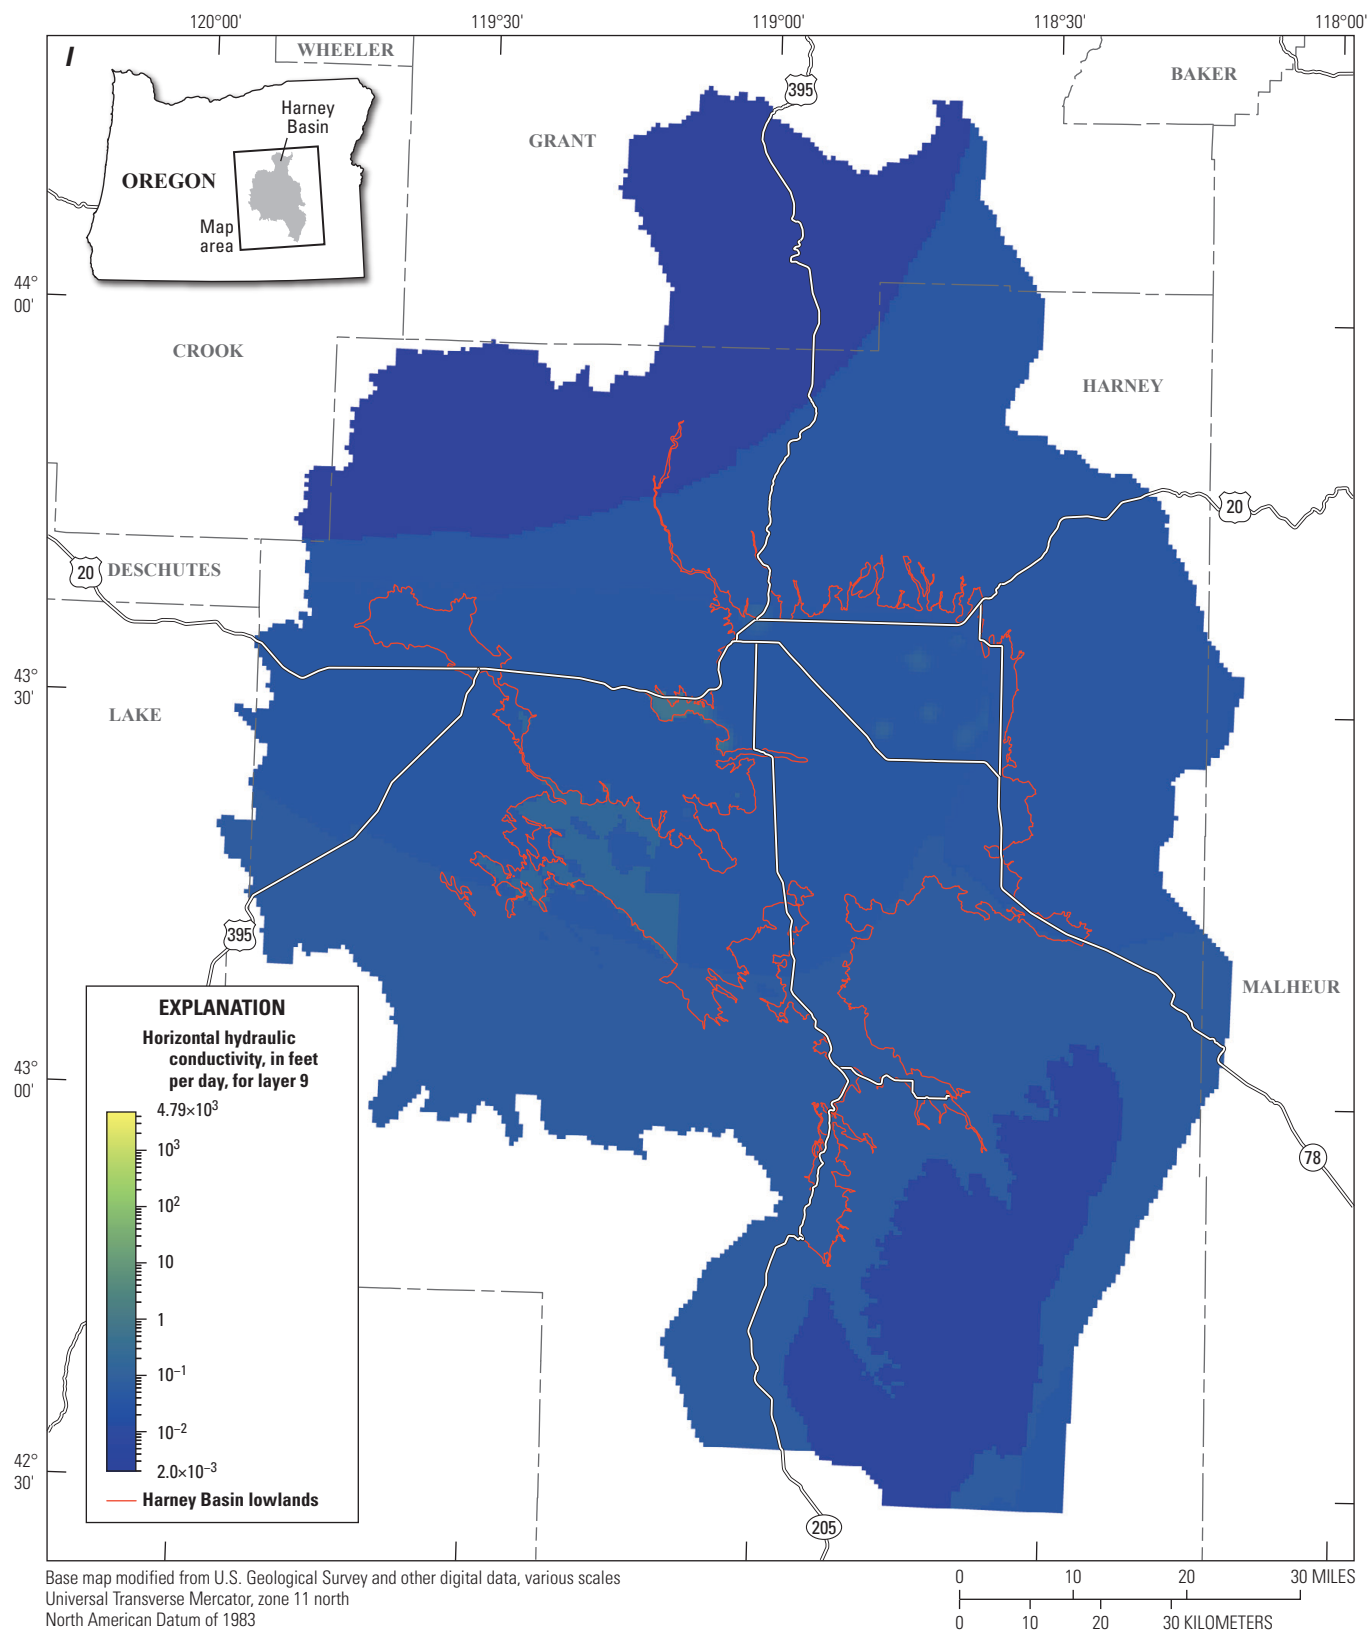 120°00'
119°30'
119°00'
118°30'
118°00'
I
WHEELER
BAKER
395
Harney
Basin
GRANT
OREGON
Map
area
44°
00'
CROOK
HARNEY
20
20
DESCHUTES
43°
30'
LAKE
395
MALHEUR
EXPLANATION
Horizontal hydraulic
conductivity, in feet
per day, for layer 9
43°
00'
4.79×10³
10³
10²
10
1
10⁻¹
10⁻²
2.0×10⁻³
Harney Basin lowlands
78
42°
30'
205
Base map modified from U.S. Geological Survey and other digital data, various scales
Universal Transverse Mercator, zone 11 north
North American Datum of 1983
0 10 20 30 MILES
0 10 20 30 KILOMETERS